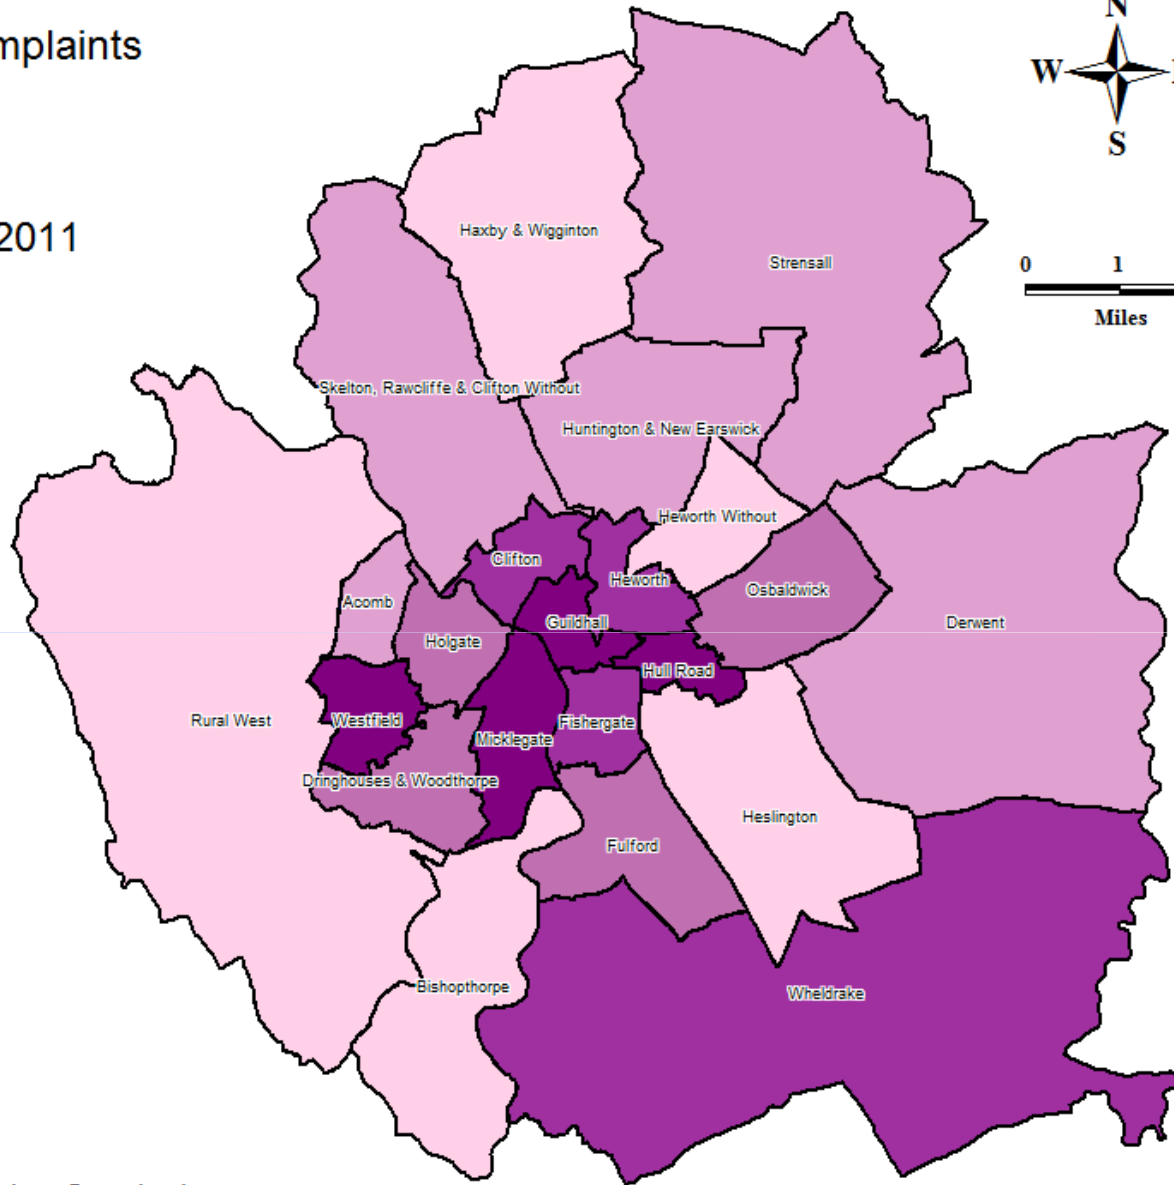 mplaints
2011
N
W
S
0 1
Miles
Haxby & Wigginton
Strensall
Skelton, Rawcliffe & Clifton Without
Huntington & New Earswick
Heworth Without
Clifton
Heworth
Osbaldwick
Acomb
Guildhall
Derwent
Holgate
Hull Road
Rural West
Westfield
Fishergate
Micklegate
Dringhouses & Woodthorpe
Heslington
Fulford
Bishopthorpe
Wheldrake